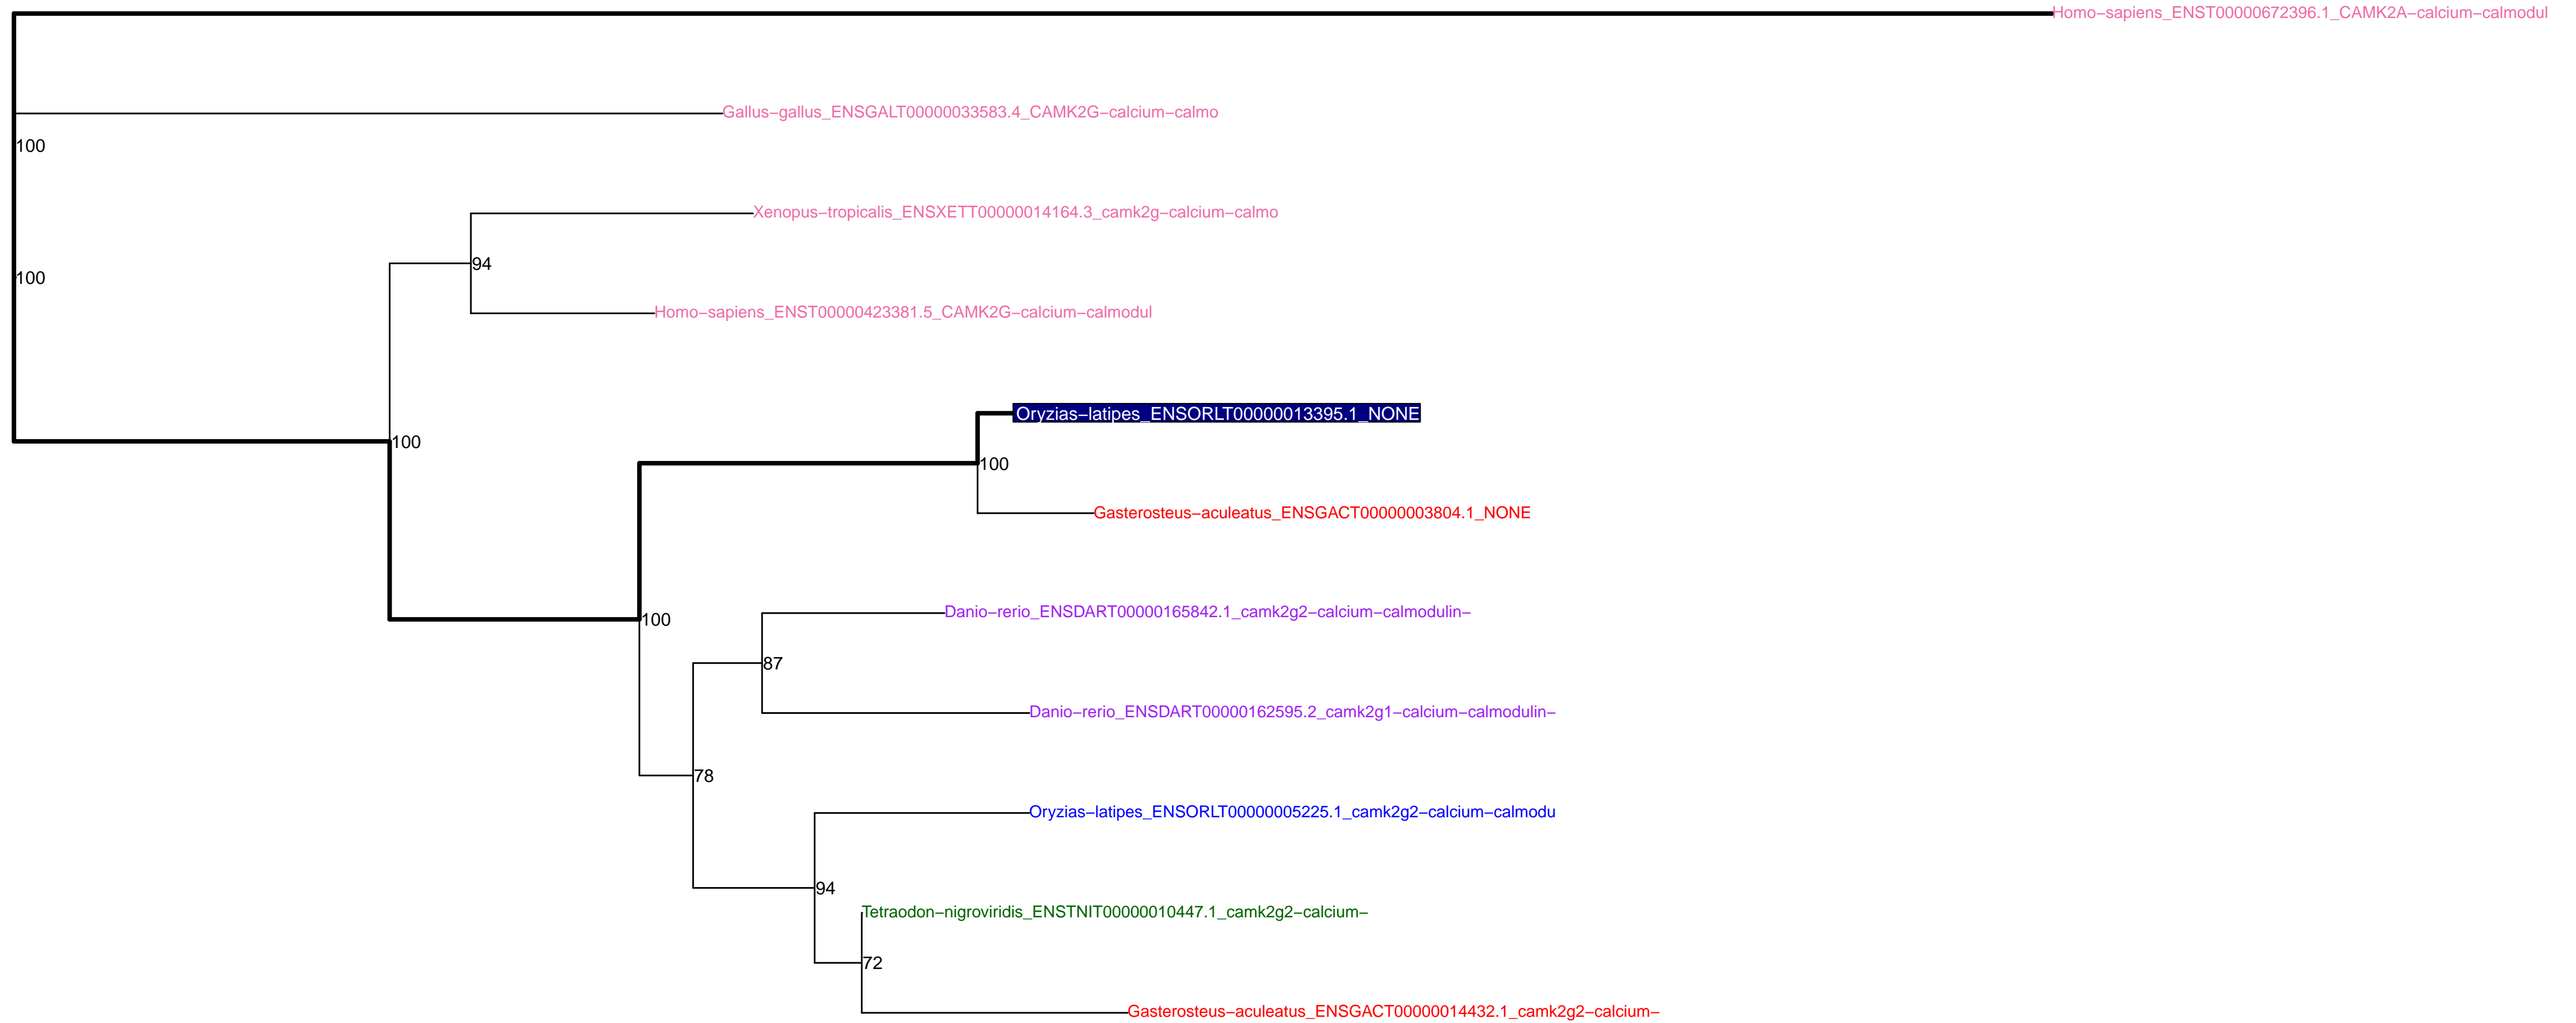 Homo-sapiens_ENST00000672396.1_CAMK2A-calcium-calmodul
Gallus-gallus_ENSGALT00000033583.4_CAMK2G-calcium-calmo
100
Xenopus-tropicalis_ENSXETT00000014164.3_camk2g-calcium-calmo
94
100
Homo-sapiens_ENST00000423381.5_CAMK2G-calcium-calmodul
Oryzias-latipes_ENSORLT00000013395.1_NONE
100
100
Gasterosteus-aculeatus_ENSGACT00000003804.1_NONE
Danio-rerio_ENSDART00000165842.1_camk2g2-calcium-calmodulin-
100
87
Danio-rerio_ENSDART00000162595.2_camk2g1-calcium-calmodulin-
78
Oryzias-latipes_ENSORLT00000005225.1_camk2g2-calcium-calmodu
94
Tetraodon-nigroviridis_ENSTNIT00000010447.1_camk2g2-calcium-
72
Gasterosteus-aculeatus_ENSGACT00000014432.1_camk2g2-calcium-